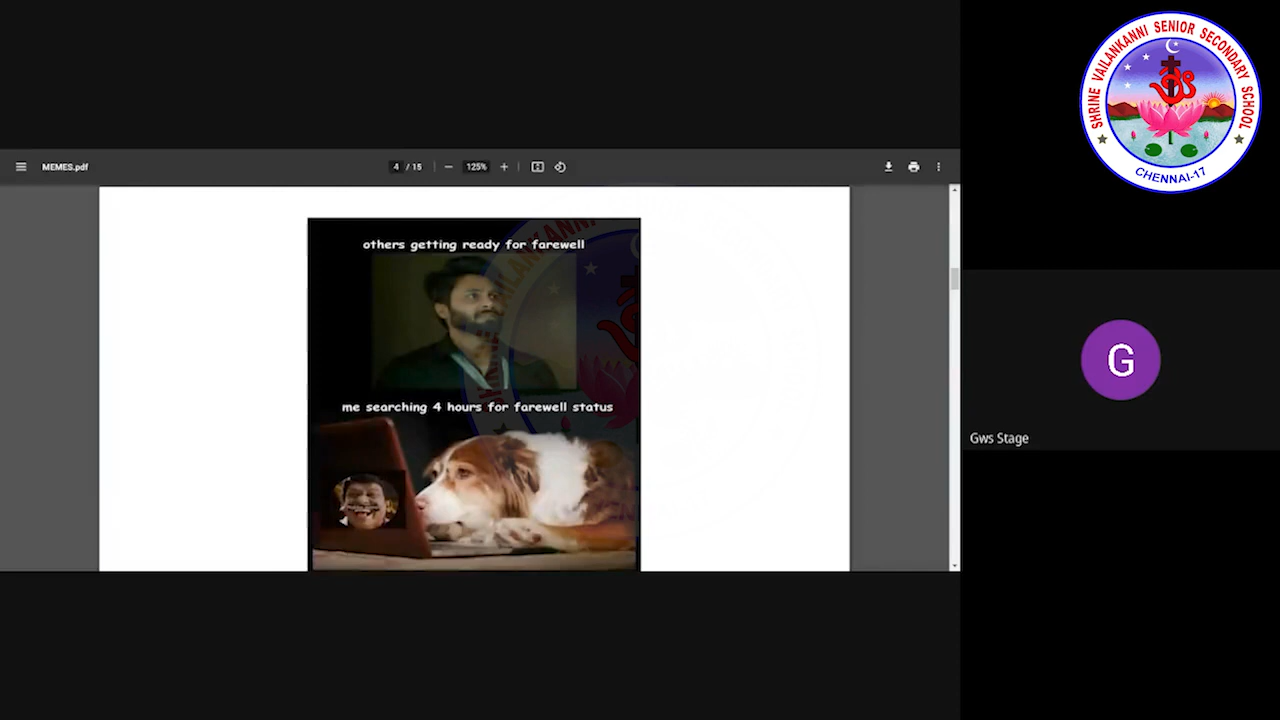 SHRINE VAILANKANNI SENIOR SECONDARY SCHOOL
CHENNAI-17
MEMES.pdf
4 / 15
125%
others getting ready for farewell
me searching 4 hours for farewell status
G
Gws Stage